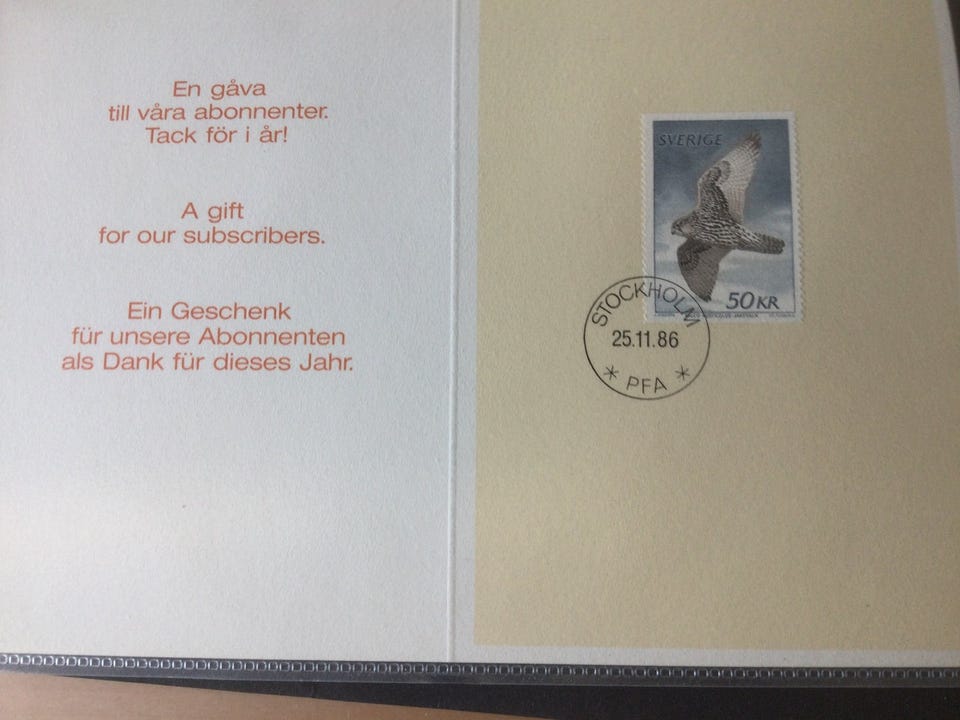 En gåva
till våra abonnenter.
Tack för i år!
A gift
for our subscribers.
Ein Geschenk
für unsere Abonnenten
als Dank für dieses Jahr.
SVERIGE
50 KR
STOCKHOLM
25.11.86
* PFA *